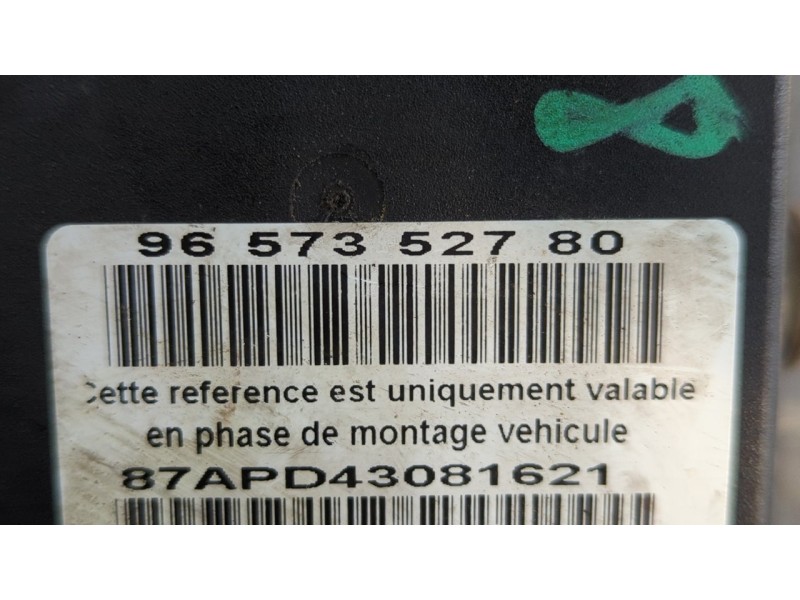 96 573 527 80
Cette reference est uniquement valable
en phase de montage vehicule
87APD43081621